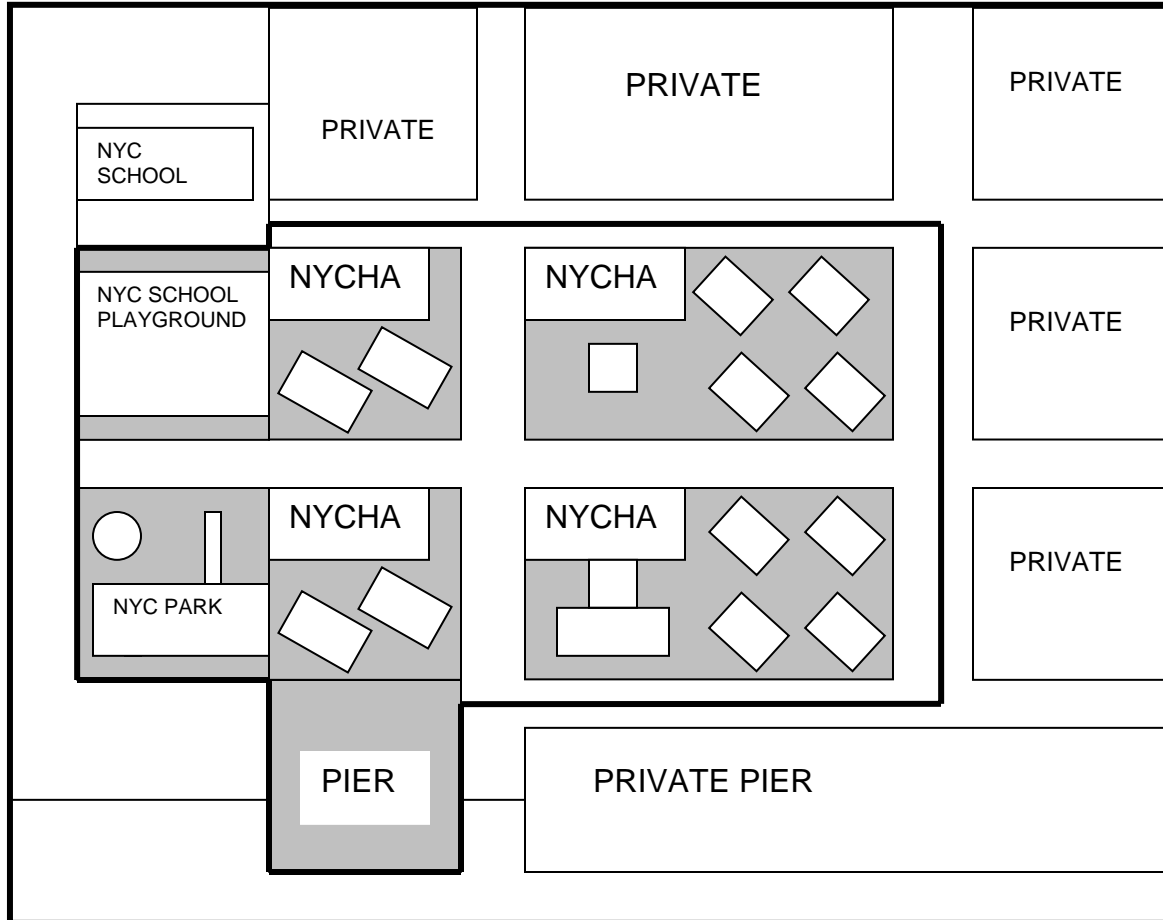 PRIVATE
PRIVATE
PRIVATE
NYC
SCHOOL
NYCHA
NYCHA
NYC SCHOOL
PLAYGROUND
PRIVATE
NYCHA
NYCHA
PRIVATE
NYC PARK
PIER
PRIVATE PIER